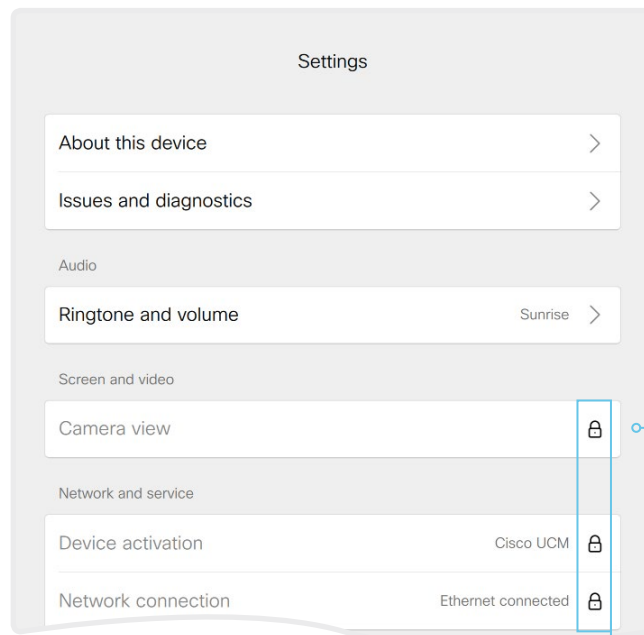 Settings
About this device
Issues and diagnostics
Audio
Ringtone and volume Sunrise
Screen and video
Camera view
Network and service
Device activation Cisco UCM
Network connection Ethernet connected